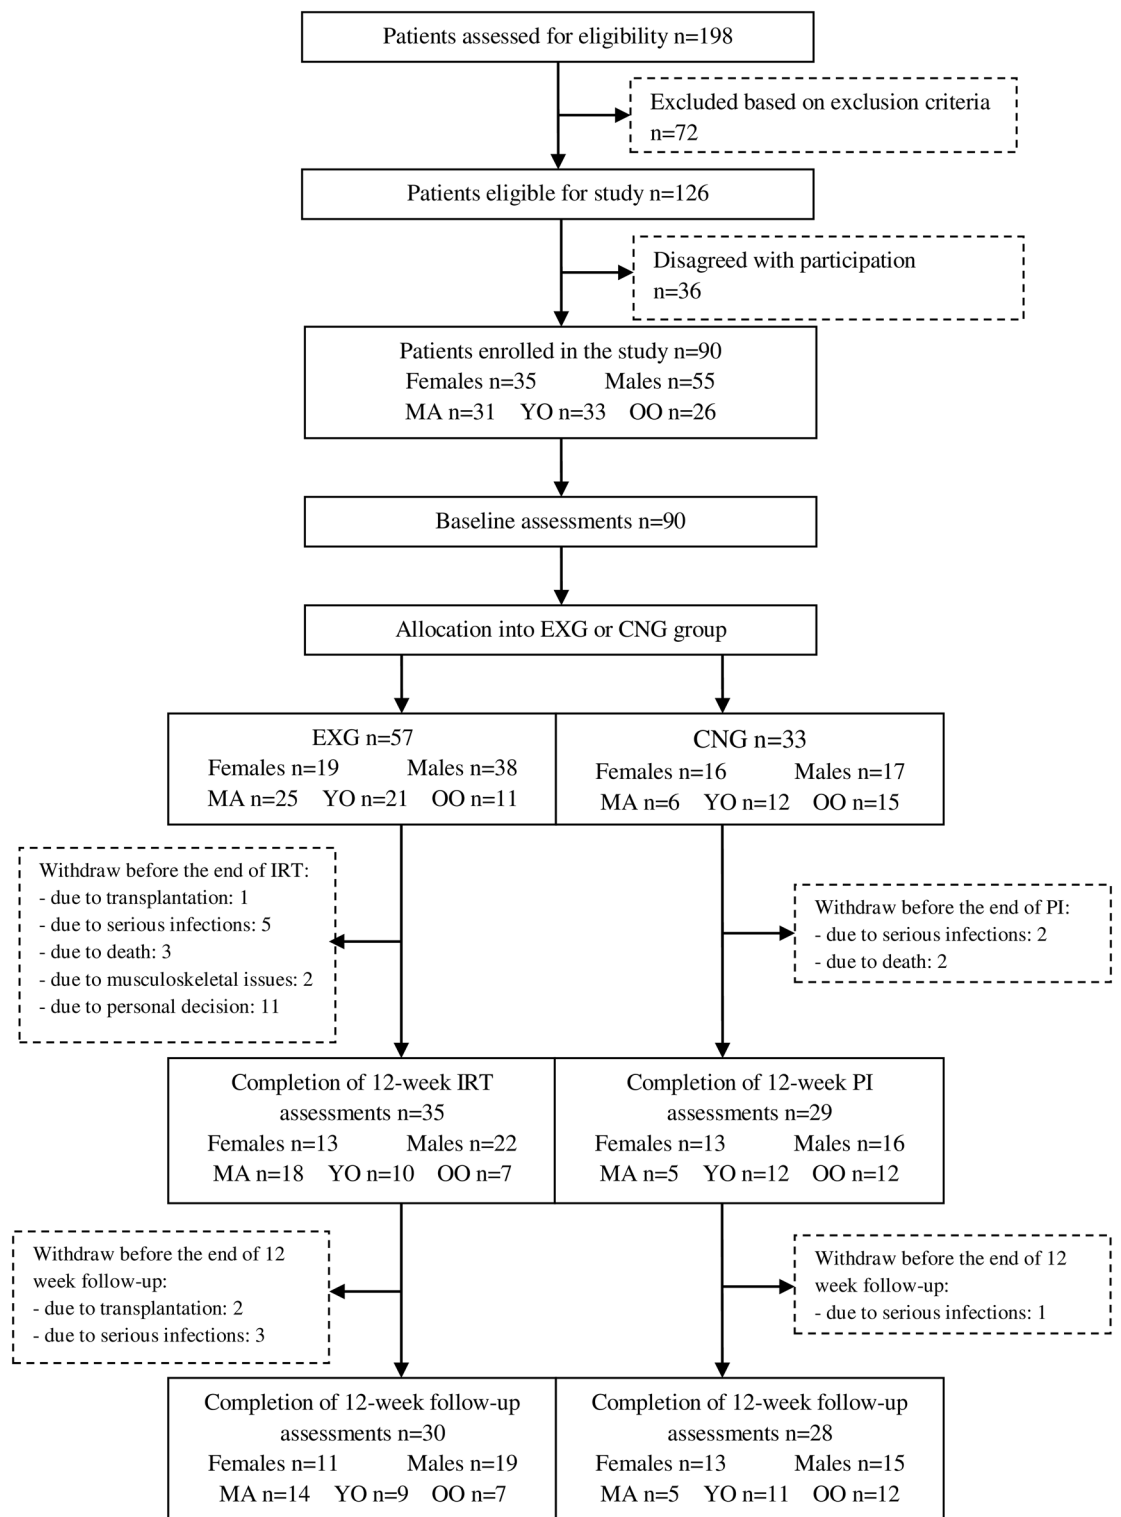 Patients assessed for eligibility n=198
Excluded based on exclusion criteria
n=72
Patients eligible for study n=126
Disagreed with participation
n=36
Patients enrolled in the study n=90
Females n=35 Males n=55
MA n=31 YO n=33 OO n=26
Baseline assessments n=90
Allocation into EXG or CNG group
EXG n=57
Females n=19 Males n=38
MA n=25 YO n=21 OO n=11
CNG n=33
Females n=16 Males n=17
MA n=6 YO n=12 OO n=15
Withdraw before the end of IRT:
- due to transplantation: 1
- due to serious infections: 5
- due to death: 3
- due to musculoskeletal issues: 2
- due to personal decision: 11
Withdraw before the end of PI:
- due to serious infections: 2
- due to death: 2
Completion of 12-week IRT
assessments n=35
Females n=13 Males n=22
MA n=18 YO n=10 OO n=7
Completion of 12-week PI
assessments n=29
Females n=13 Males n=16
MA n=5 YO n=12 OO n=12
Withdraw before the end of 12
week follow-up:
- due to transplantation: 2
- due to serious infections: 3
Withdraw before the end of 12
week follow-up:
- due to serious infections: 1
Completion of 12-week follow-up
assessments n=30
Females n=11 Males n=19
MA n=14 YO n=9 OO n=7
Completion of 12-week follow-up
assessments n=28
Females n=13 Males n=15
MA n=5 YO n=11 OO n=12